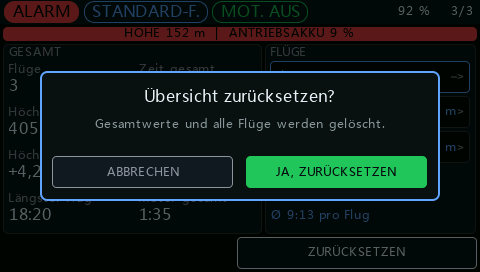 ALARM STANDARD-F. MOT. AUS 92 % 3/3
HÖHE 152 m | ANTRIEBSAKKU 9 %
GESAMT FLÜGE
Flüge Zeit gesamt
3 -->
Übersicht zurücksetzen?
Gesamtwerte und alle Flüge werden gelöscht.
405 m>
+4,2 m>
ABBRECHEN JA, ZURÜCKSETZEN
18:20 1:35 Ø 9:13 pro Flug
ZURÜCKSETZEN